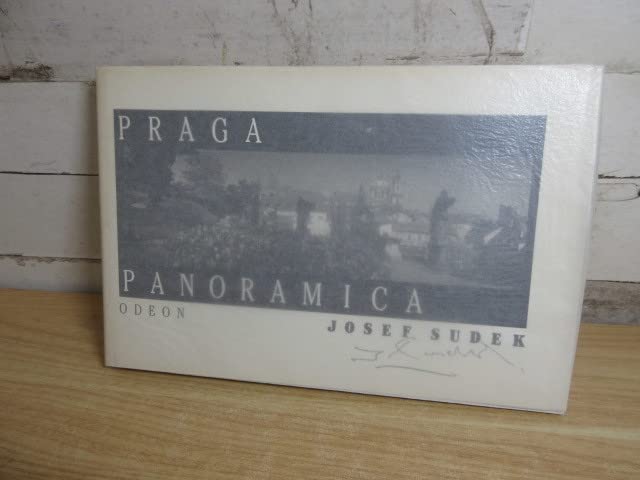 PRAGA
PANORAMICA
ODEON
JOSEF SUDEK